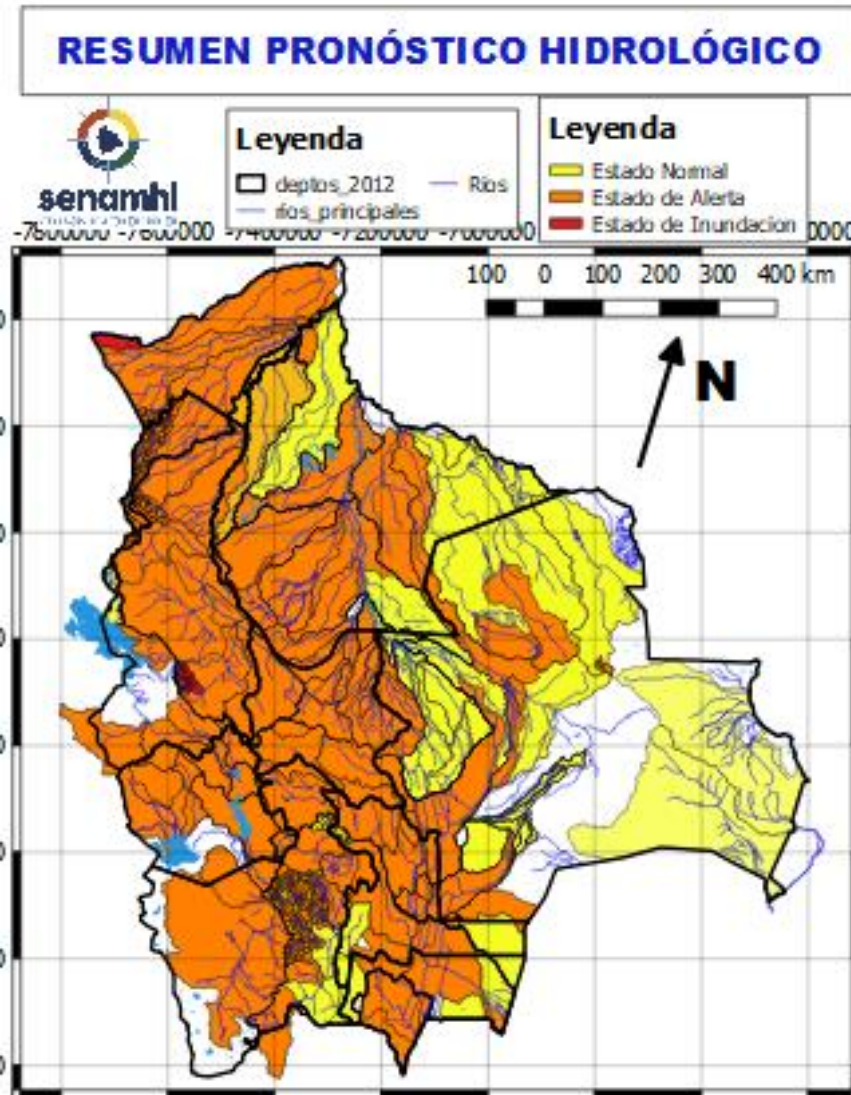 RESUMEN PRONÓSTICO HIDROLÓGICO
senamhi
Leyenda
deptos_2012
Rios
rios_principales
Leyenda
Estado Normal
Estado de Alerta
Estado de Inundacion
-7600000 -7400000 -7200000 -7000000
100 0 100 200 300 400 km
N